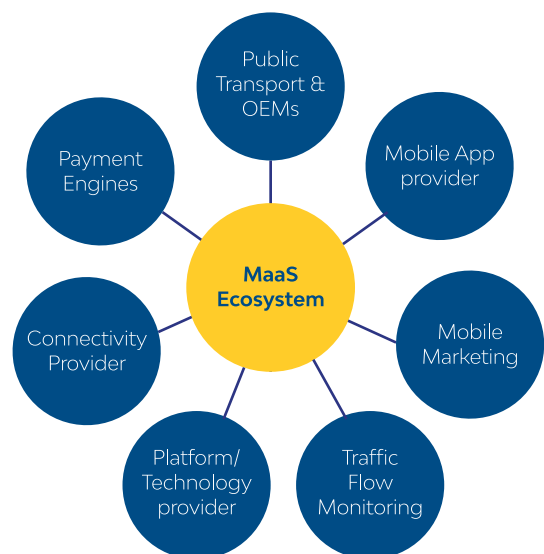 Public
Transport &
OEMs
Mobile App
provider
Mobile
Marketing
Traffic
Flow
Monitoring
Platform/
Technology
provider
Connectivity
Provider
Payment
Engines
MaaS
Ecosystem